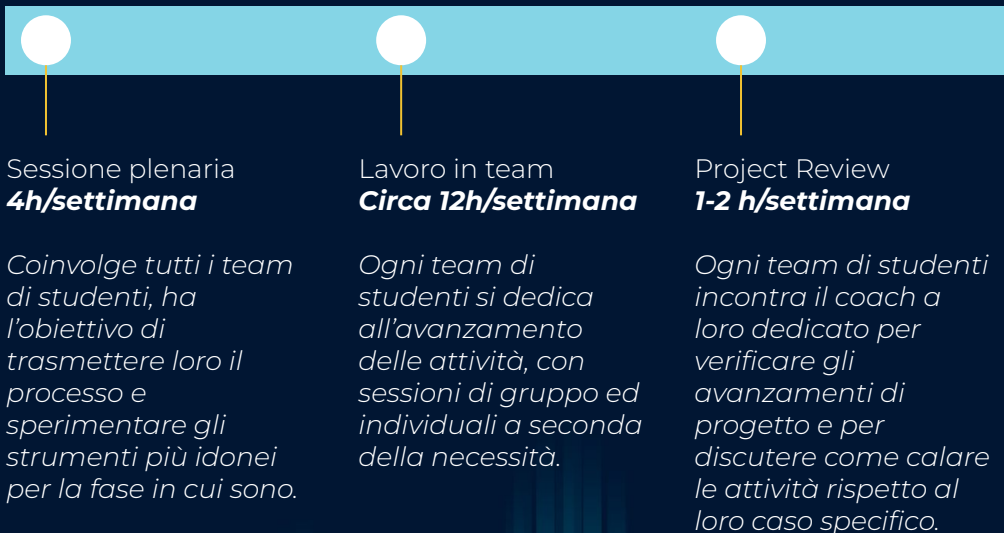 Sessione plenaria
4h/settimana
Coinvolge tutti i team
di studenti, ha
l’obiettivo di
trasmettere loro il
processo e
sperimentare gli
strumenti più idonei
per la fase in cui sono.
Lavoro in team
Circa 12h/settimana
Ogni team di
studenti si dedica
all’avanzamento
delle attività, con
sessioni di gruppo ed
individuali a seconda
della necessità.
Project Review
1-2 h/settimana
Ogni team di studenti
incontra il coach a
loro dedicato per
verificare gli
avanzamenti di
progetto e per
discutere come calare
le attività rispetto al
loro caso specifico.